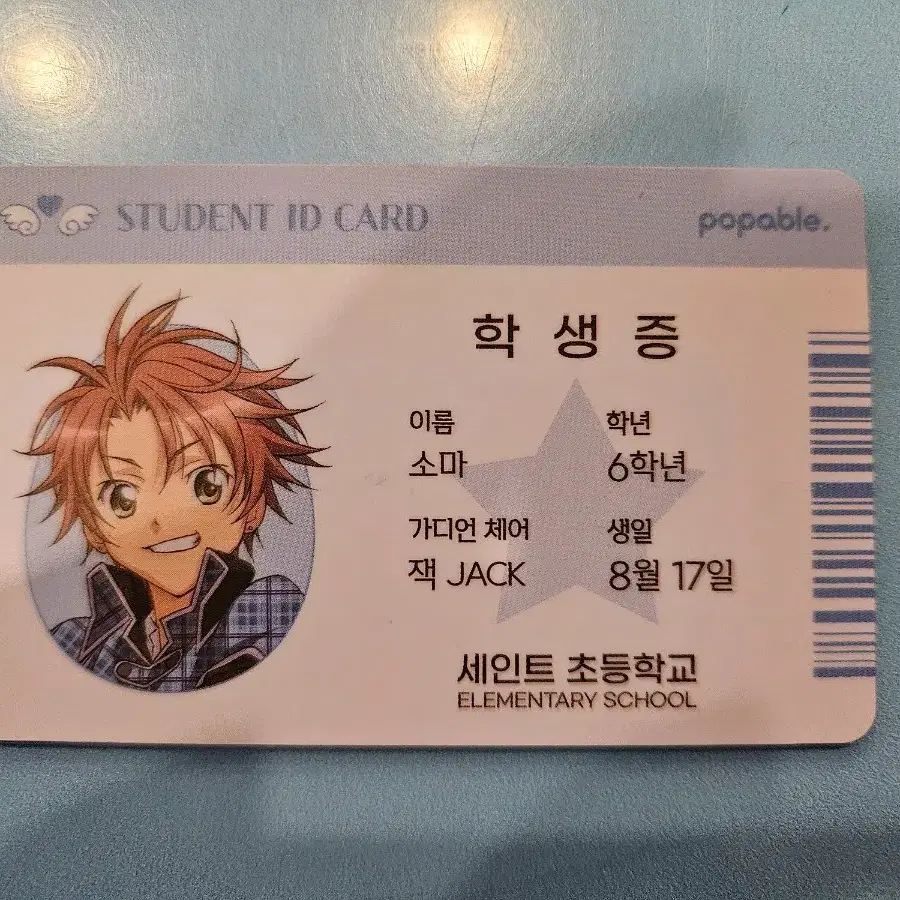 STUDENT ID CARD
popable.
학생증
이름 학년
소마 6학년
가디언 체어 생일
잭 JACK 8월 17일
세인트 초등학교
ELEMENTARY SCHOOL